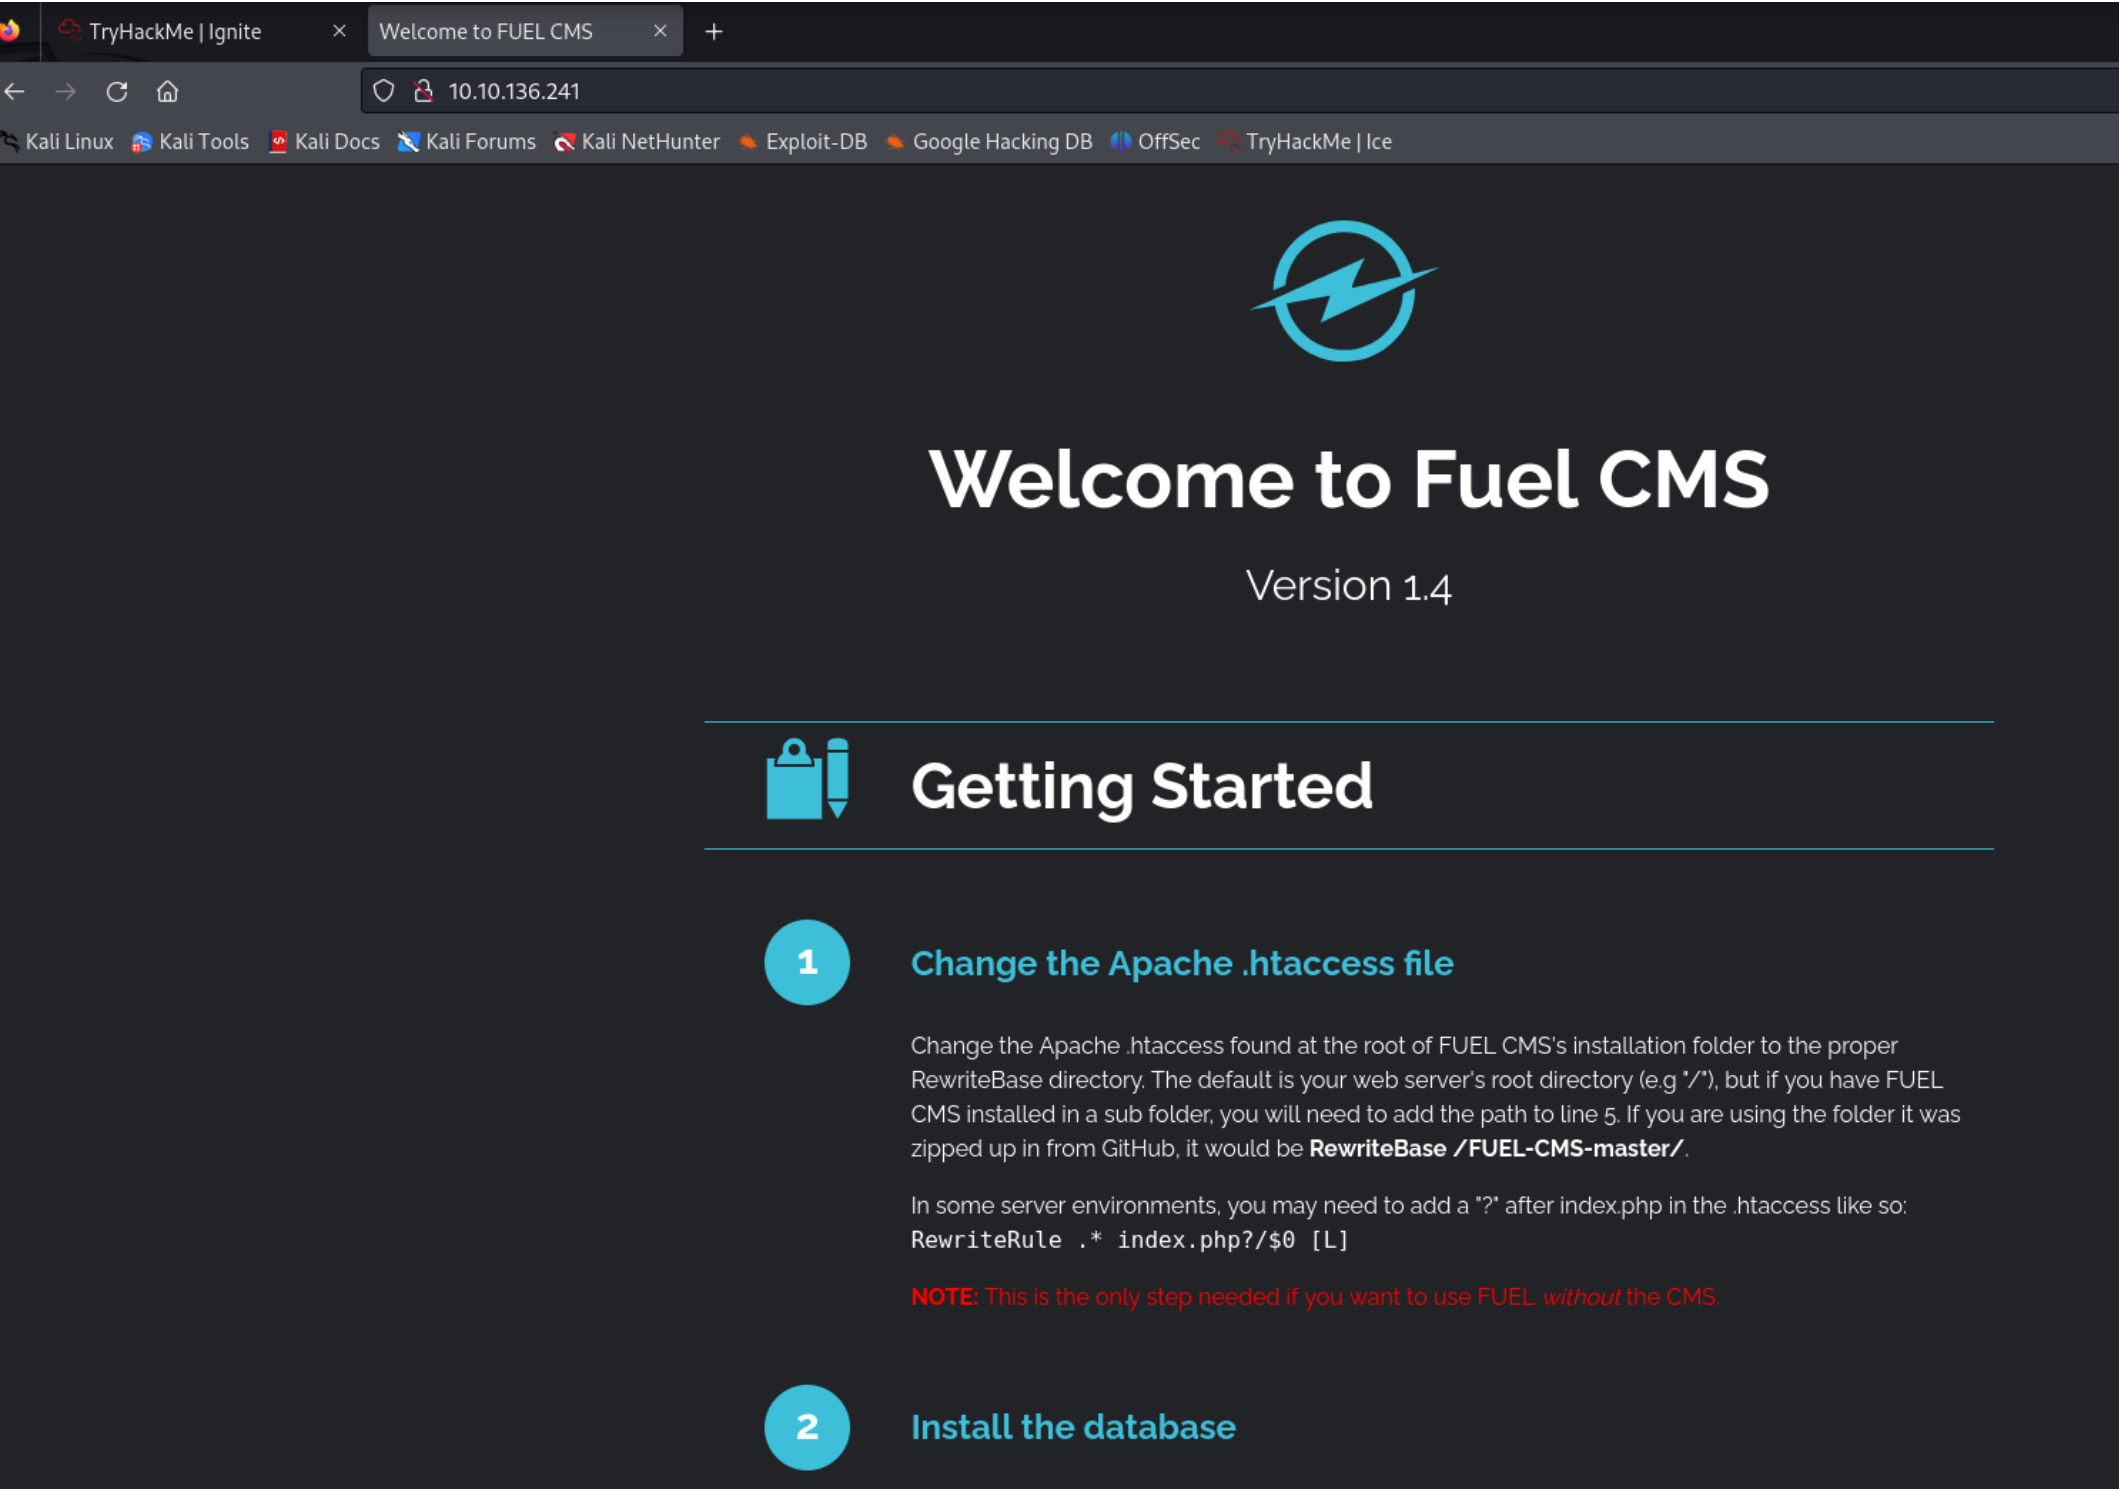 TryHackMe | Ignite
Welcome to FUEL CMS
10.10.136.241
Kali Linux Kali Tools Kali Docs Kali Forums Kali NetHunter Exploit-DB Google Hacking DB OffSec TryHackMe | Ice
Welcome to Fuel CMS
Version 1.4
Getting Started
1 Change the Apache .htaccess file
Change the Apache .htaccess found at the root of FUEL CMS's installation folder to the proper
RewriteBase directory. The default is your web server's root directory (e.g "/"), but if you have FUEL
CMS installed in a sub folder, you will need to add the path to line 5. If you are using the folder it was
zipped up in from GitHub, it would be RewriteBase /FUEL-CMS-master/.
In some server environments, you may need to add a "?" after index.php in the .htaccess like so:
RewriteRule .* index.php?/$0 [L]
NOTE: This is the only step needed if you want to use FUEL without the CMS.
2 Install the database